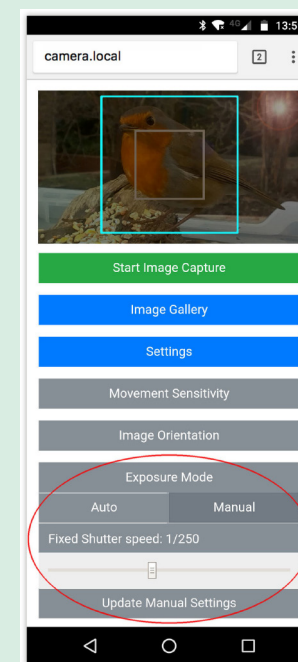 4G 13:5
camera.local 2
Start Image Capture
Image Gallery
Settings
Movement Sensitivity
Image Orientation
Exposure Mode
Auto Manual
Fixed Shutter speed: 1/250
Update Manual Settings